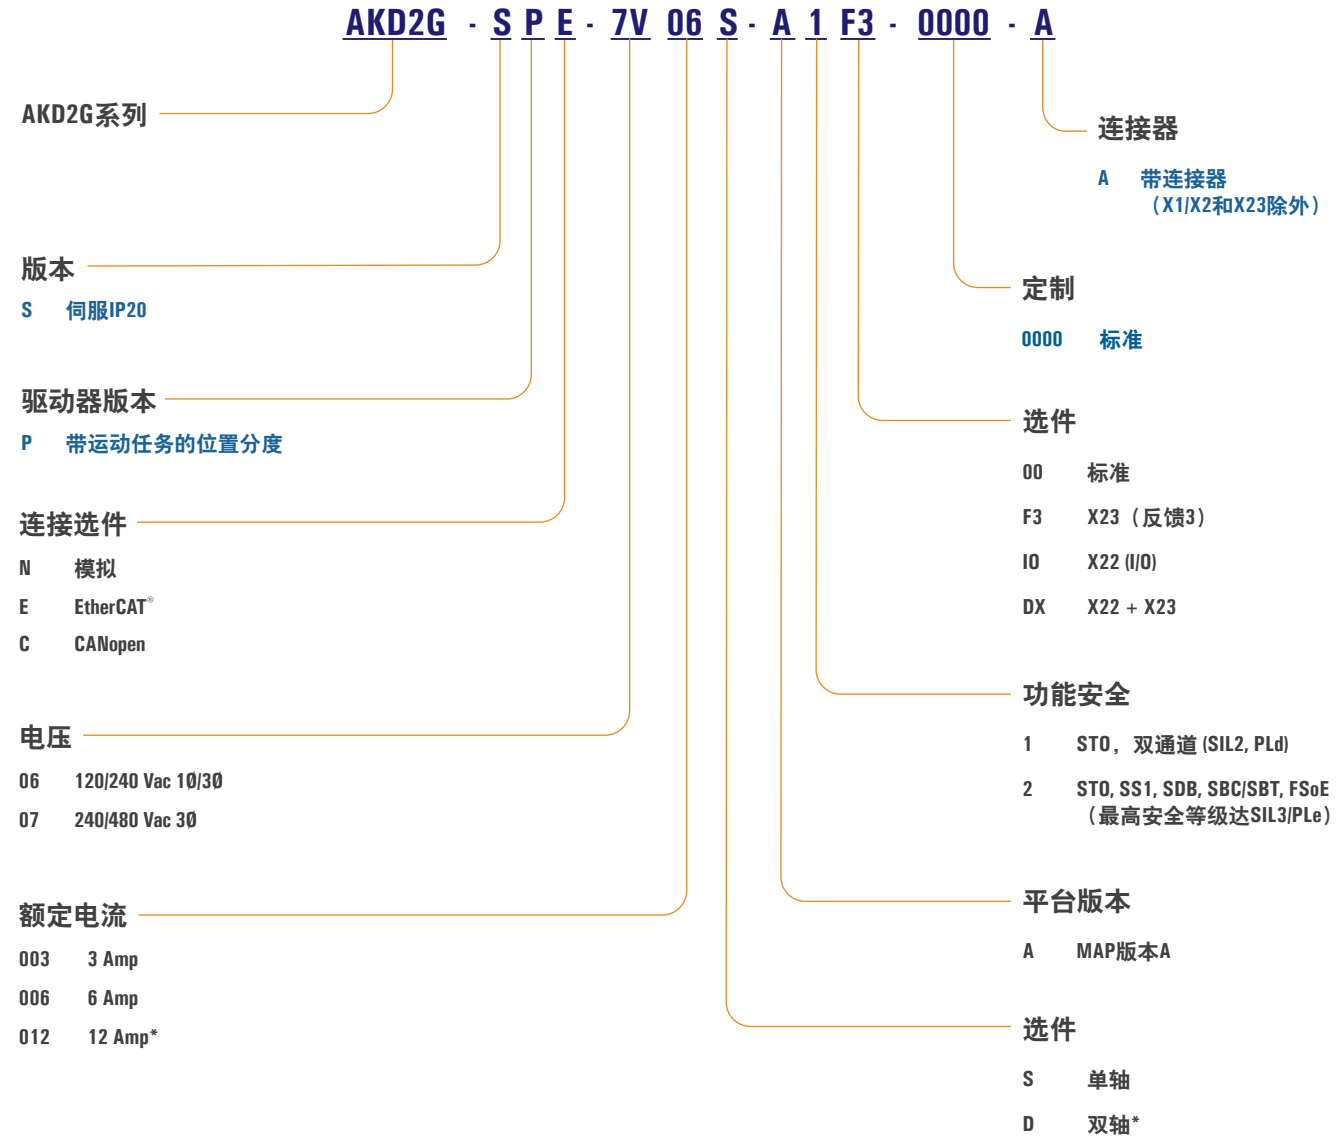 AKD2G - S P E - 7V 06 S - A 1 F3 - 0000 - A
AKD2G系列
版本
S 伺服IP20
驱动器版本
P 带运动任务的位置分度
连接选件
N 模拟
E EtherCAT®
C CANopen
电压
06 120/240 Vac 1Ø/3Ø
07 240/480 Vac 3Ø
额定电流
003 3 Amp
006 6 Amp
012 12 Amp*
连接器
A 带连接器
（X1/X2和X23除外）
定制
0000 标准
选件
00 标准
F3 X23（反馈3）
IO X22 (I/O)
DX X22 + X23
功能安全
1 STO，双通道 (SIL2, PLd)
2 STO, SS1, SDB, SBC/SBT, FSoE
（最高安全等级达SIL3/PLe）
平台版本
A MAP版本A
选件
S 单轴
D 双轴*